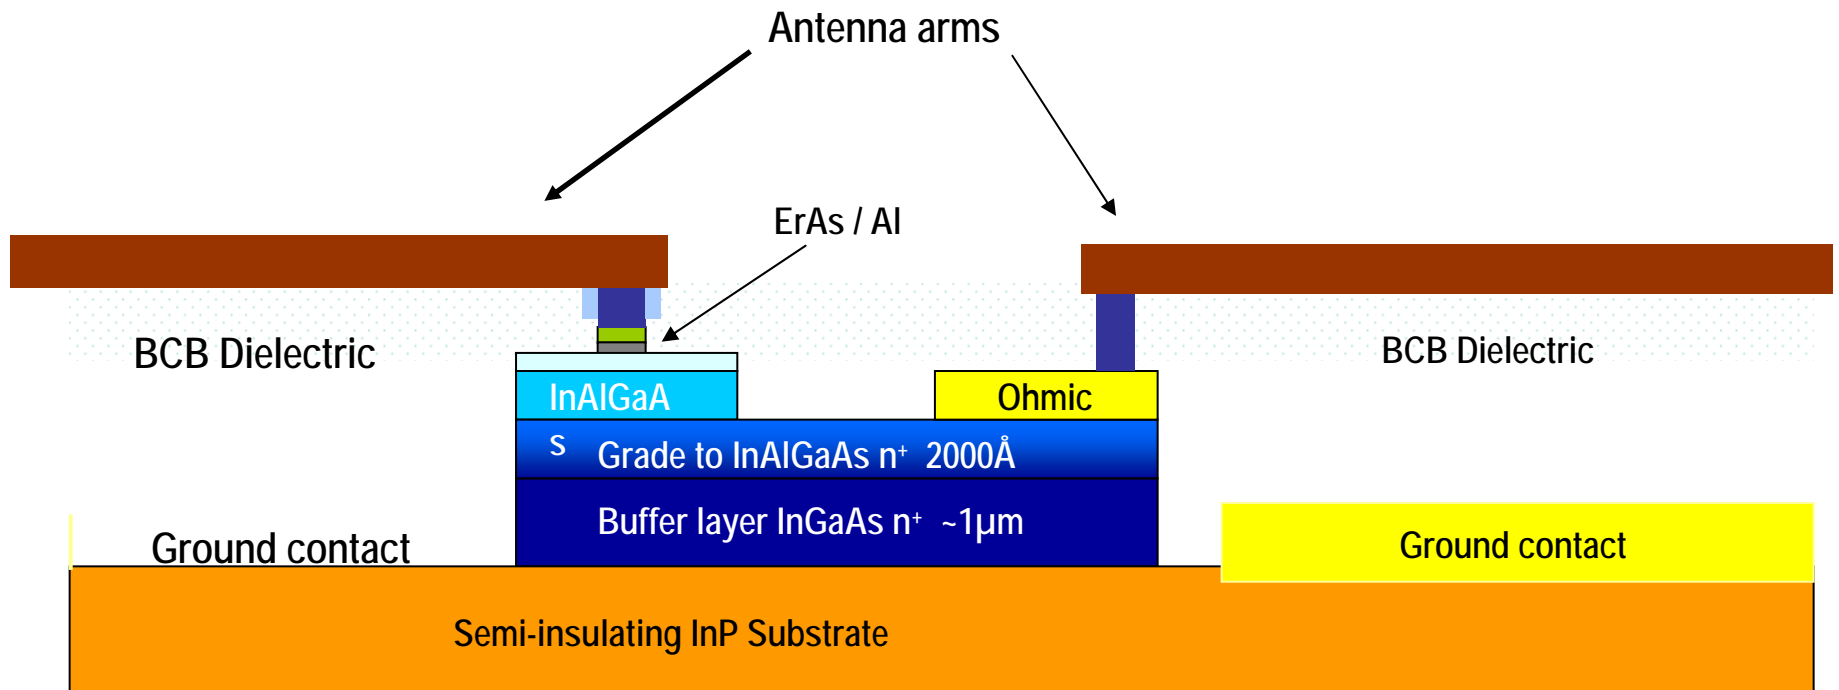 Antenna arms
ErAs / Al
BCB Dielectric
BCB Dielectric
InAlGaA
s
Ohmic
Grade to InAlGaAs n⁺ 2000Å
Buffer layer InGaAs n⁺ ~1µm
Ground contact
Ground contact
Semi-insulating InP Substrate